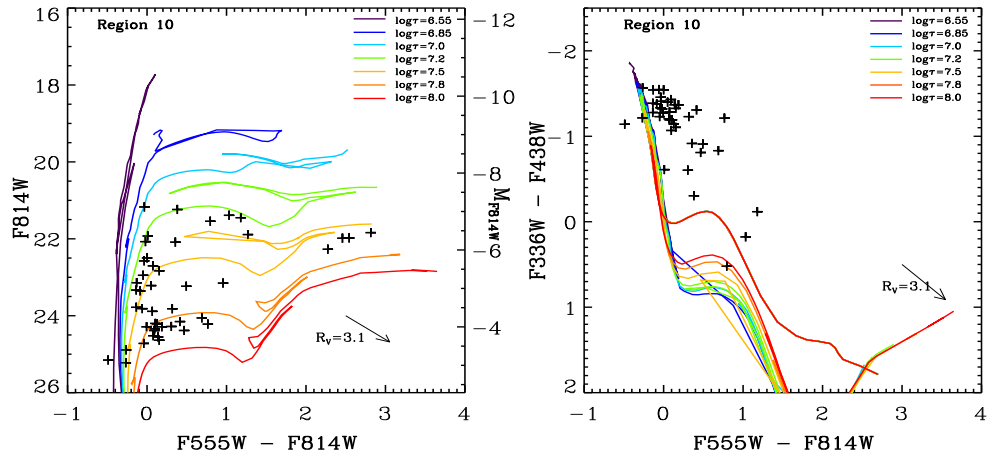 Region 10
logτ=6.55
logτ=6.85
logτ=7.0
logτ=7.2
logτ=7.5
logτ=7.8
logτ=8.0
16
18
20
22
24
26
F814W
−12
−10
−8
−6
−4
M_F814W
R_V=3.1
−1 0 1 2 3 4
F555W − F814W
Region 10
logτ=6.55
logτ=6.85
logτ=7.0
logτ=7.2
logτ=7.5
logτ=7.8
logτ=8.0
−2
−1
0
1
2
F336W − F438W
R_V=3.1
−1 0 1 2 3 4
F555W − F814W